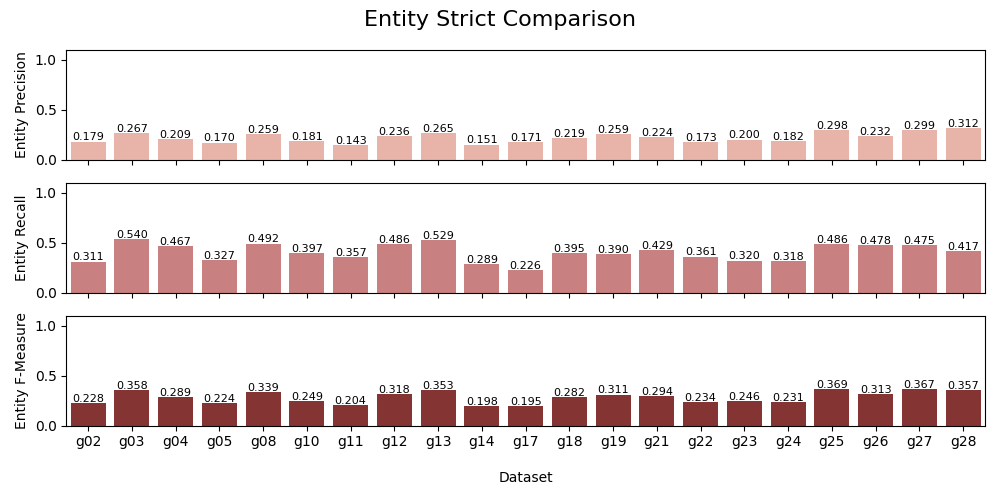 Entity Strict Comparison
Entity Precision
1.0
0.5
0.0
0.179 0.267 0.209 0.170 0.259 0.181 0.143 0.236 0.265 0.151 0.171 0.219 0.259 0.224 0.173 0.200 0.182 0.298 0.232 0.299 0.312
Entity Recall
1.0
0.5
0.0
0.311 0.540 0.467 0.327 0.492 0.397 0.357 0.486 0.529 0.289 0.226 0.395 0.390 0.429 0.361 0.320 0.318 0.486 0.478 0.475 0.417
Entity F-Measure
1.0
0.5
0.0
0.228 0.358 0.289 0.224 0.339 0.249 0.204 0.318 0.353 0.198 0.195 0.282 0.311 0.294 0.234 0.246 0.231 0.369 0.313 0.367 0.357
g02 g03 g04 g05 g08 g10 g11 g12 g13 g14 g17 g18 g19 g21 g22 g23 g24 g25 g26 g27 g28
Dataset